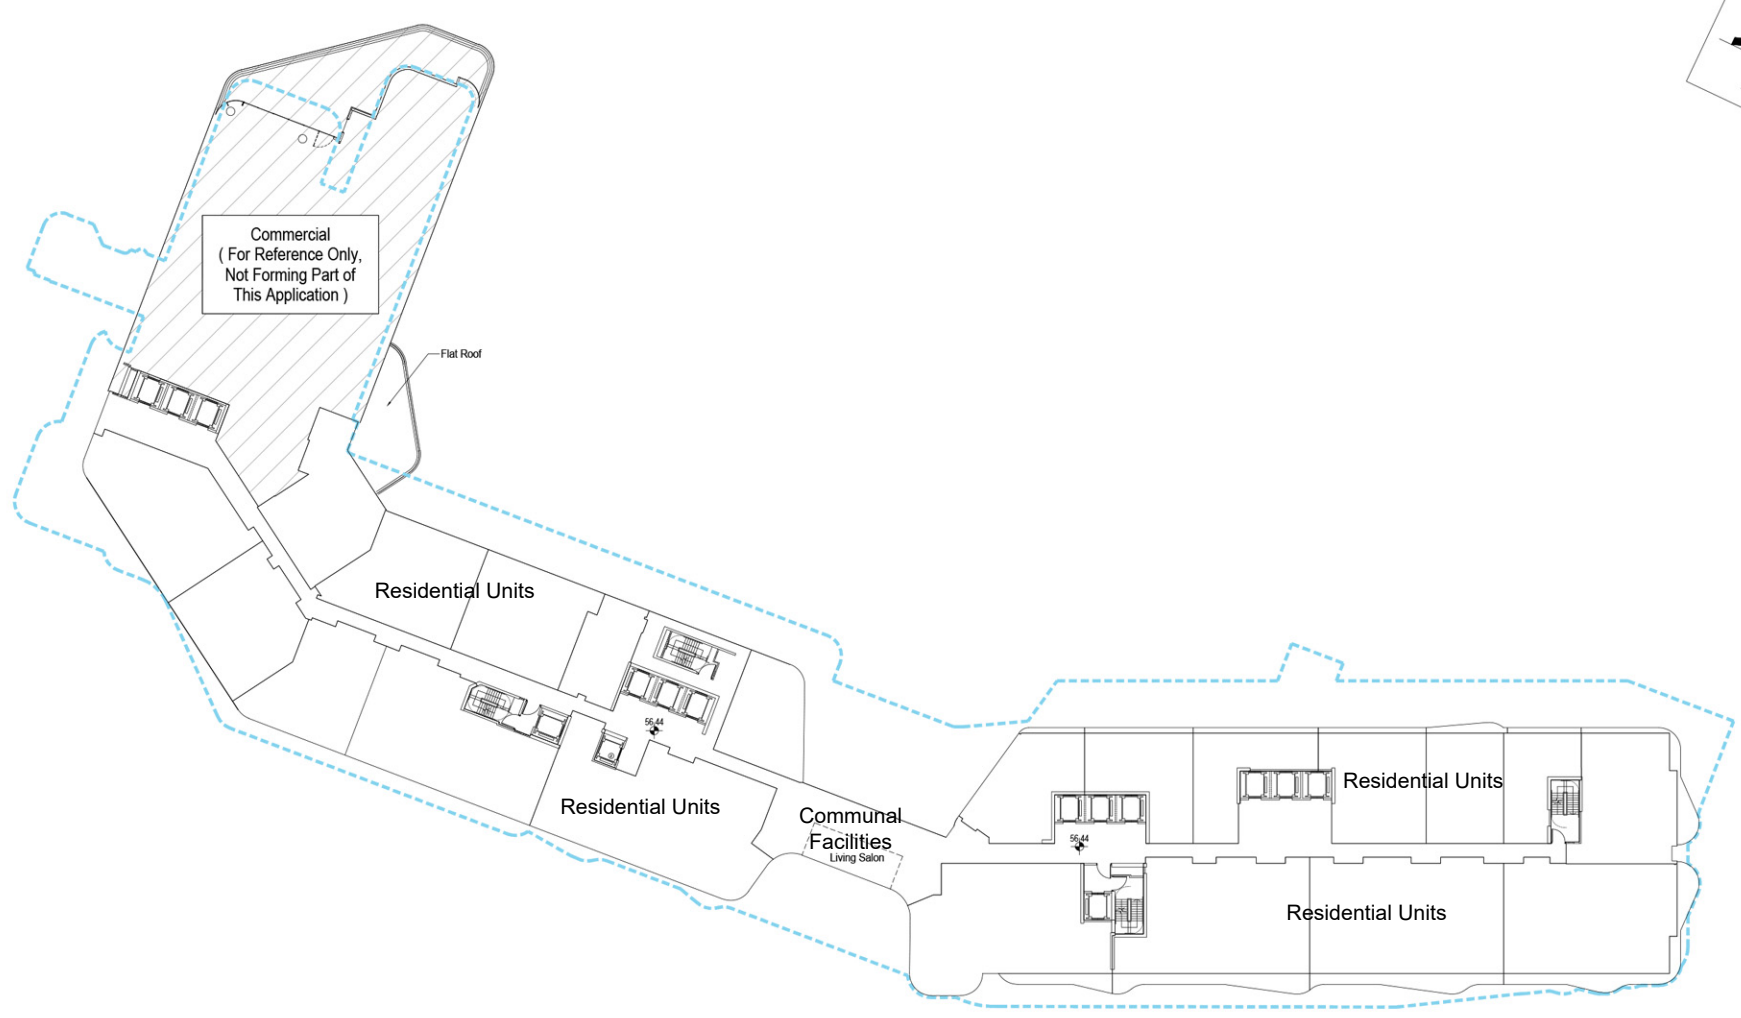 Commercial
( For Reference Only,
Not Forming Part of
This Application )
Flat Roof
Residential Units
56.44
Residential Units
Communal
Facilities
Living Salon
Residential Units
56.44
Residential Units